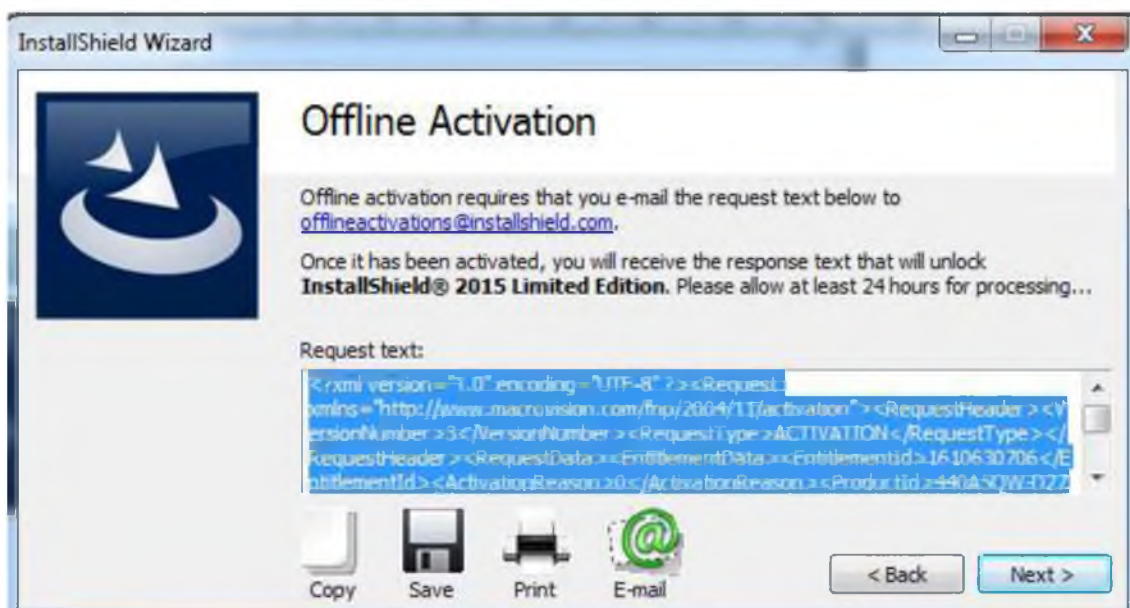 InstallShield Wizard
Offline Activation
Offline activation requires that you e-mail the request text below to
offlineactivations@installshield.com.
Once it has been activated, you will receive the response text that will unlock
InstallShield® 2015 Limited Edition. Please allow at least 24 hours for processing...
Request text:
version="1.0" encoding="UTF-8" ?><Request
xmlns="http://www.macrovision.com/fnp/2004/11/activation"><RequestHeader><V
ersionNumber>3</VersionNumber><RequestType>ACTIVATION</RequestType></
RequestHeader><RequestData><EntitlementData><EntitlementId>1610630706</E
ntitlementId><ActivationReason>0</ActivationReason><ProductId>
Copy Save Print E-mail
< Back Next >